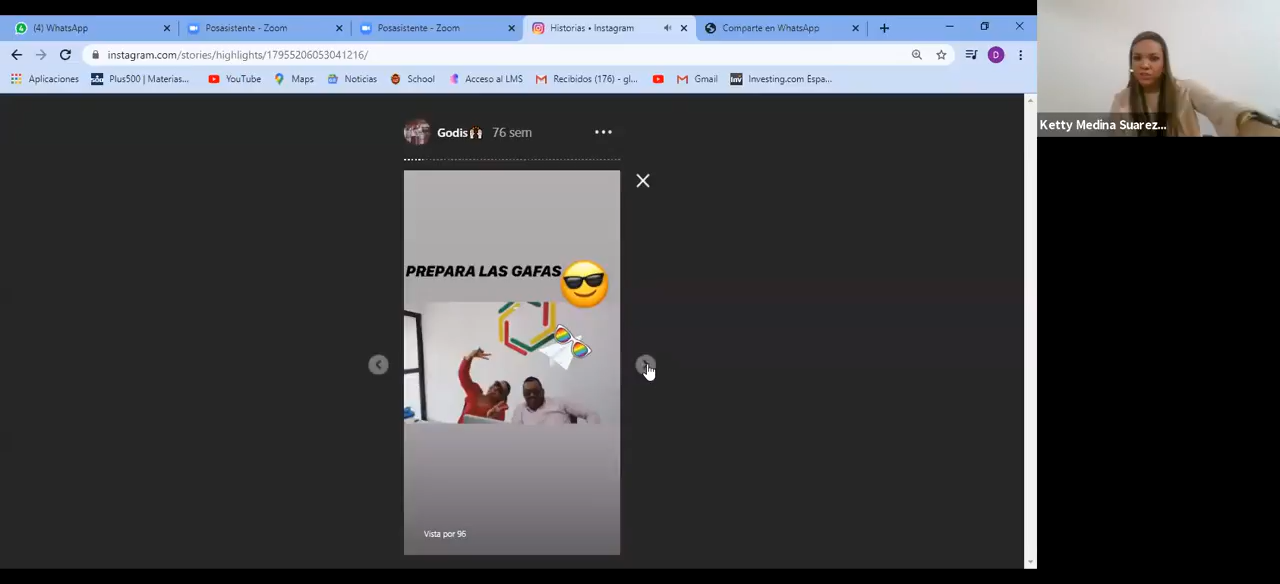 (4) WhatsApp
Posasistente - Zoom
Posasistente - Zoom
Historias • Instagram
Comparte en WhatsApp
instagram.com/stories/highlights/17955206053041216/
D
Aplicaciones
Plus500 | Materias...
YouTube
Maps
Noticias
School
Acceso al LMS
Recibidos (176) - gl...
Gmail
Inv
Investing.com Espa...
Ketty Medina Suarez...
Godis 76 sem
PREPARA LAS GAFAS
Vista por 96